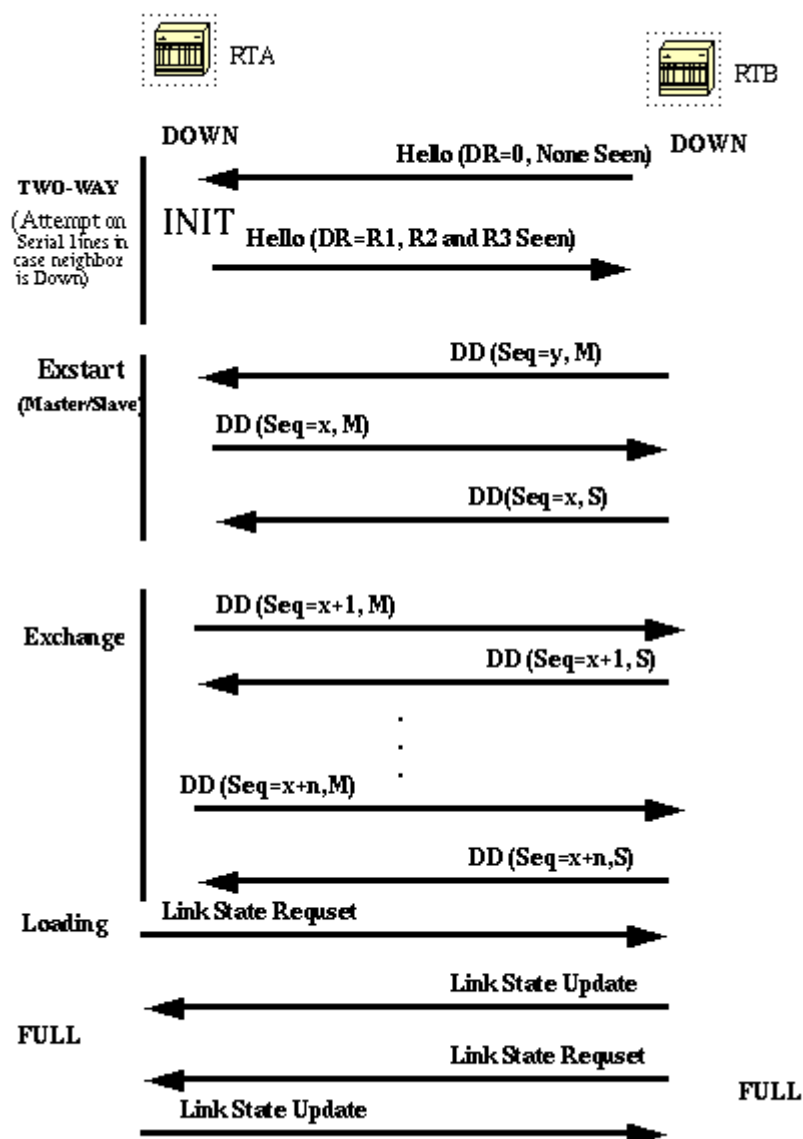 RTA
RTB
DOWN
DOWN
Hello (DR=0, None Seen)
TWO-WAY
(Attempt on
Serial lines in
case neighbor
is Down)
INIT
Hello (DR=R1, R2 and R3 Seen)
Exstart
(Master/Slave)
DD (Seq=y, M)
DD (Seq=x, M)
DD(Seq=x, S)
Exchange
DD (Seq=x+1, M)
DD (Seq=x+1, S)
.
.
.
DD (Seq=x+n,M)
DD (Seq=x+n,S)
Loading
Link State Requset
Link State Update
FULL
Link State Requset
FULL
Link State Update